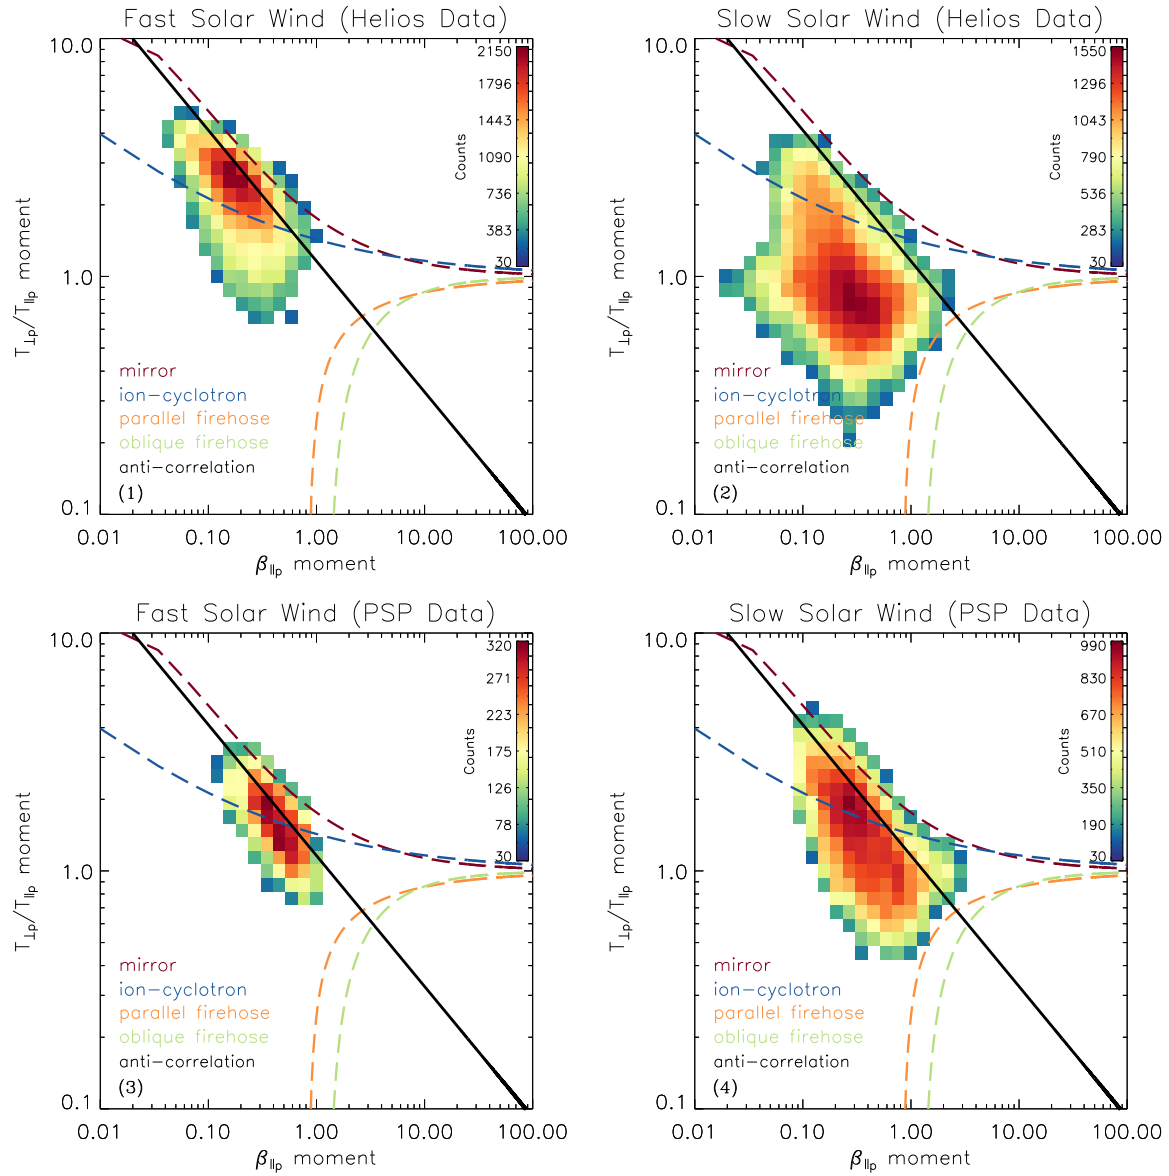 Fast Solar Wind (Helios Data)
10.0
1.0
0.1
T⊥p/T∥p moment
2150
1796
1443
1090
736
383
30
Counts
mirror
ion−cyclotron
parallel firehose
oblique firehose
anti−correlation
(1)
0.01 0.10 1.00 10.00 100.00
β∥p moment
Slow Solar Wind (Helios Data)
10.0
1.0
0.1
T⊥p/T∥p moment
1550
1296
1043
790
536
283
30
Counts
mirror
ion−cyclotron
parallel firehose
oblique firehose
anti−correlation
(2)
0.01 0.10 1.00 10.00 100.00
β∥p moment
Fast Solar Wind (PSP Data)
10.0
1.0
0.1
T⊥p/T∥p moment
320
271
223
175
126
78
30
Counts
mirror
ion−cyclotron
parallel firehose
oblique firehose
anti−correlation
(3)
0.01 0.10 1.00 10.00 100.00
β∥p moment
Slow Solar Wind (PSP Data)
10.0
1.0
0.1
T⊥p/T∥p moment
990
830
670
510
350
190
30
Counts
mirror
ion−cyclotron
parallel firehose
oblique firehose
anti−correlation
(4)
0.01 0.10 1.00 10.00 100.00
β∥p moment